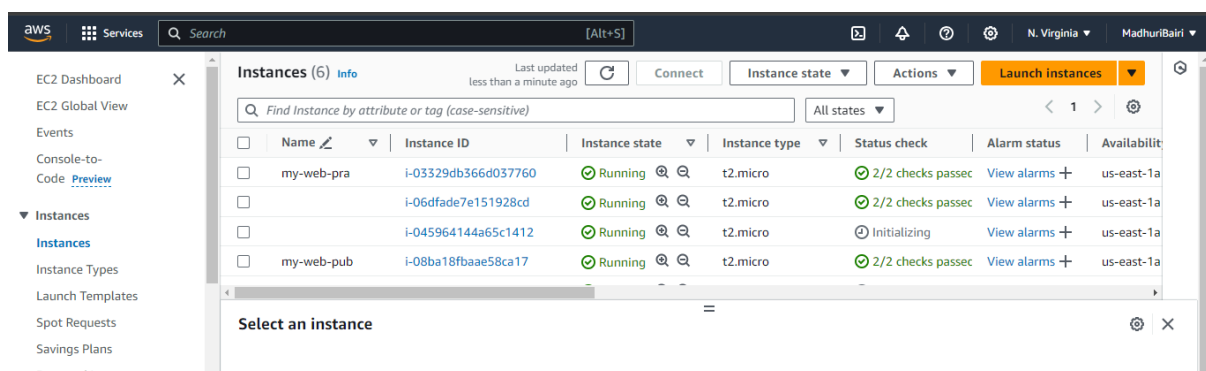 aws Services Search [Alt+S] N. Virginia MadhuriBairi
EC2 Dashboard
EC2 Global View
Events
Console-to-
Code Preview
Instances
Instances
Instance Types
Launch Templates
Spot Requests
Savings Plans
Instances (6) Info
Last updated
less than a minute ago
Connect Instance state Actions Launch instances
Find Instance by attribute or tag (case-sensitive) All states 1
Name Instance ID Instance state Instance type Status check Alarm status Availabilit
my-web-pra i-03329db366d037760 Running t2.micro 2/2 checks passec View alarms us-east-1a
i-06dfade7e151928cd Running t2.micro 2/2 checks passec View alarms us-east-1a
i-045964144a65c1412 Running t2.micro Initializing View alarms us-east-1a
my-web-pub i-08ba18fbaae58ca17 Running t2.micro 2/2 checks passec View alarms us-east-1a
Select an instance